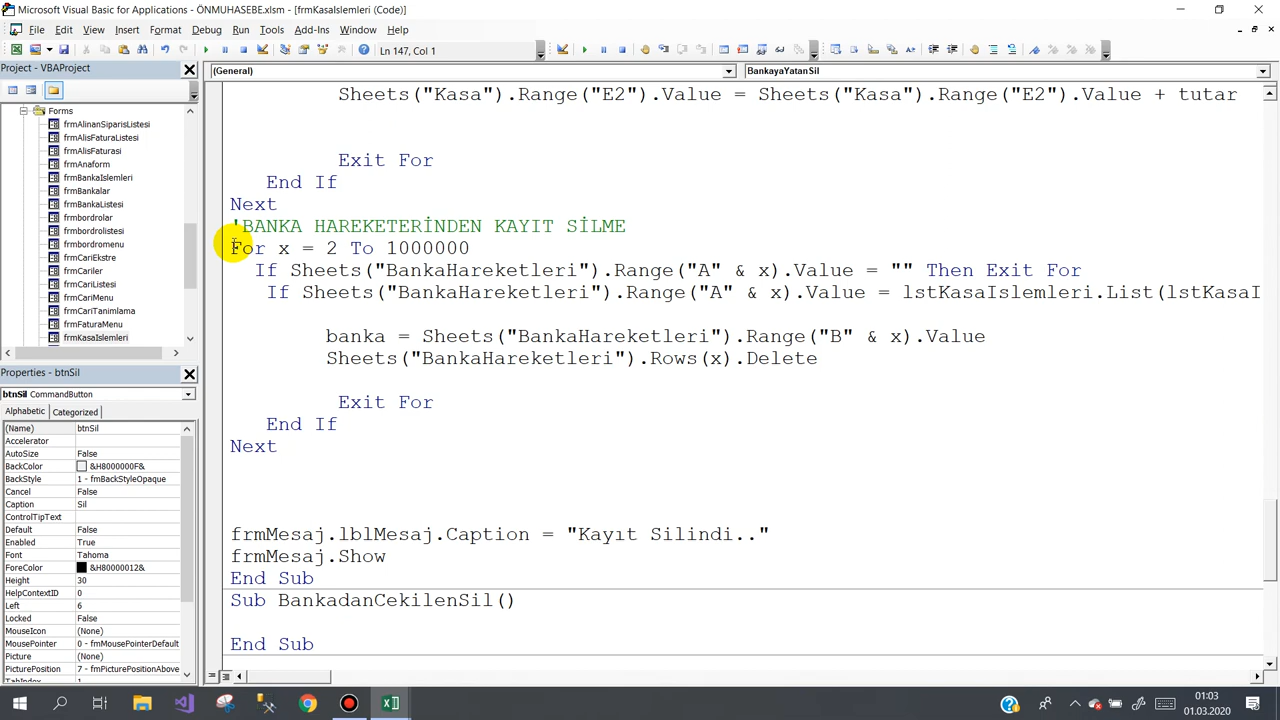 Microsoft Visual Basic for Applications - ÖNMUHASEBE.xlsm - [frmKasaIslemleri (Code)]
File Edit View Insert Format Debug Run Tools Add-Ins Window Help
Ln 147, Col 1
Project - VBAProject
(General)
BankayaYatanSil
Forms
frmAlinanSiparisListesi
frmAlisFaturaListesi
frmAlisFaturasi
frmAnaform
frmBankaIslemleri
frmBankalar
frmBankaListesi
frmbordrolar
frmbordrolistesi
frmbordromenu
frmCariEkstre
frmCariler
frmCariListesi
frmCariMenu
frmCariTanimlama
frmFaturaMenu
frmKasaIslemleri
Properties - btnSil
btnSil CommandButton
Alphabetic Categorized
(Name) btnSil
Accelerator
AutoSize False
BackColor &H8000000F&
BackStyle 1 - fmBackStyleOpaque
Cancel False
Caption Sil
ControlTipText
Default False
Enabled True
Font Tahoma
ForeColor &H80000012&
Height 30
HelpContextID 0
Left 6
Locked False
MouseIcon (None)
MousePointer 0 - fmMousePointerDefault
Picture (None)
PicturePosition 7 - fmPicturePositionAbove
Sheets("Kasa").Range("E2").Value = Sheets("Kasa").Range("E2").Value + tutar
Exit For
End If
Next
'BANKA HAREKETERİNDEN KAYIT SİLME
For x = 2 To 1000000
If Sheets("BankaHareketleri").Range("A" & x).Value = "" Then Exit For
If Sheets("BankaHareketleri").Range("A" & x).Value = lstKasaIslemleri.List(lstKasaI
banka = Sheets("BankaHareketleri").Range("B" & x).Value
Sheets("BankaHareketleri").Rows(x).Delete
Exit For
End If
Next
frmMesaj.lblMesaj.Caption = "Kayıt Silindi.."
frmMesaj.Show
End Sub
Sub BankadanCekilenSil()
End Sub
01:03
01.03.2020